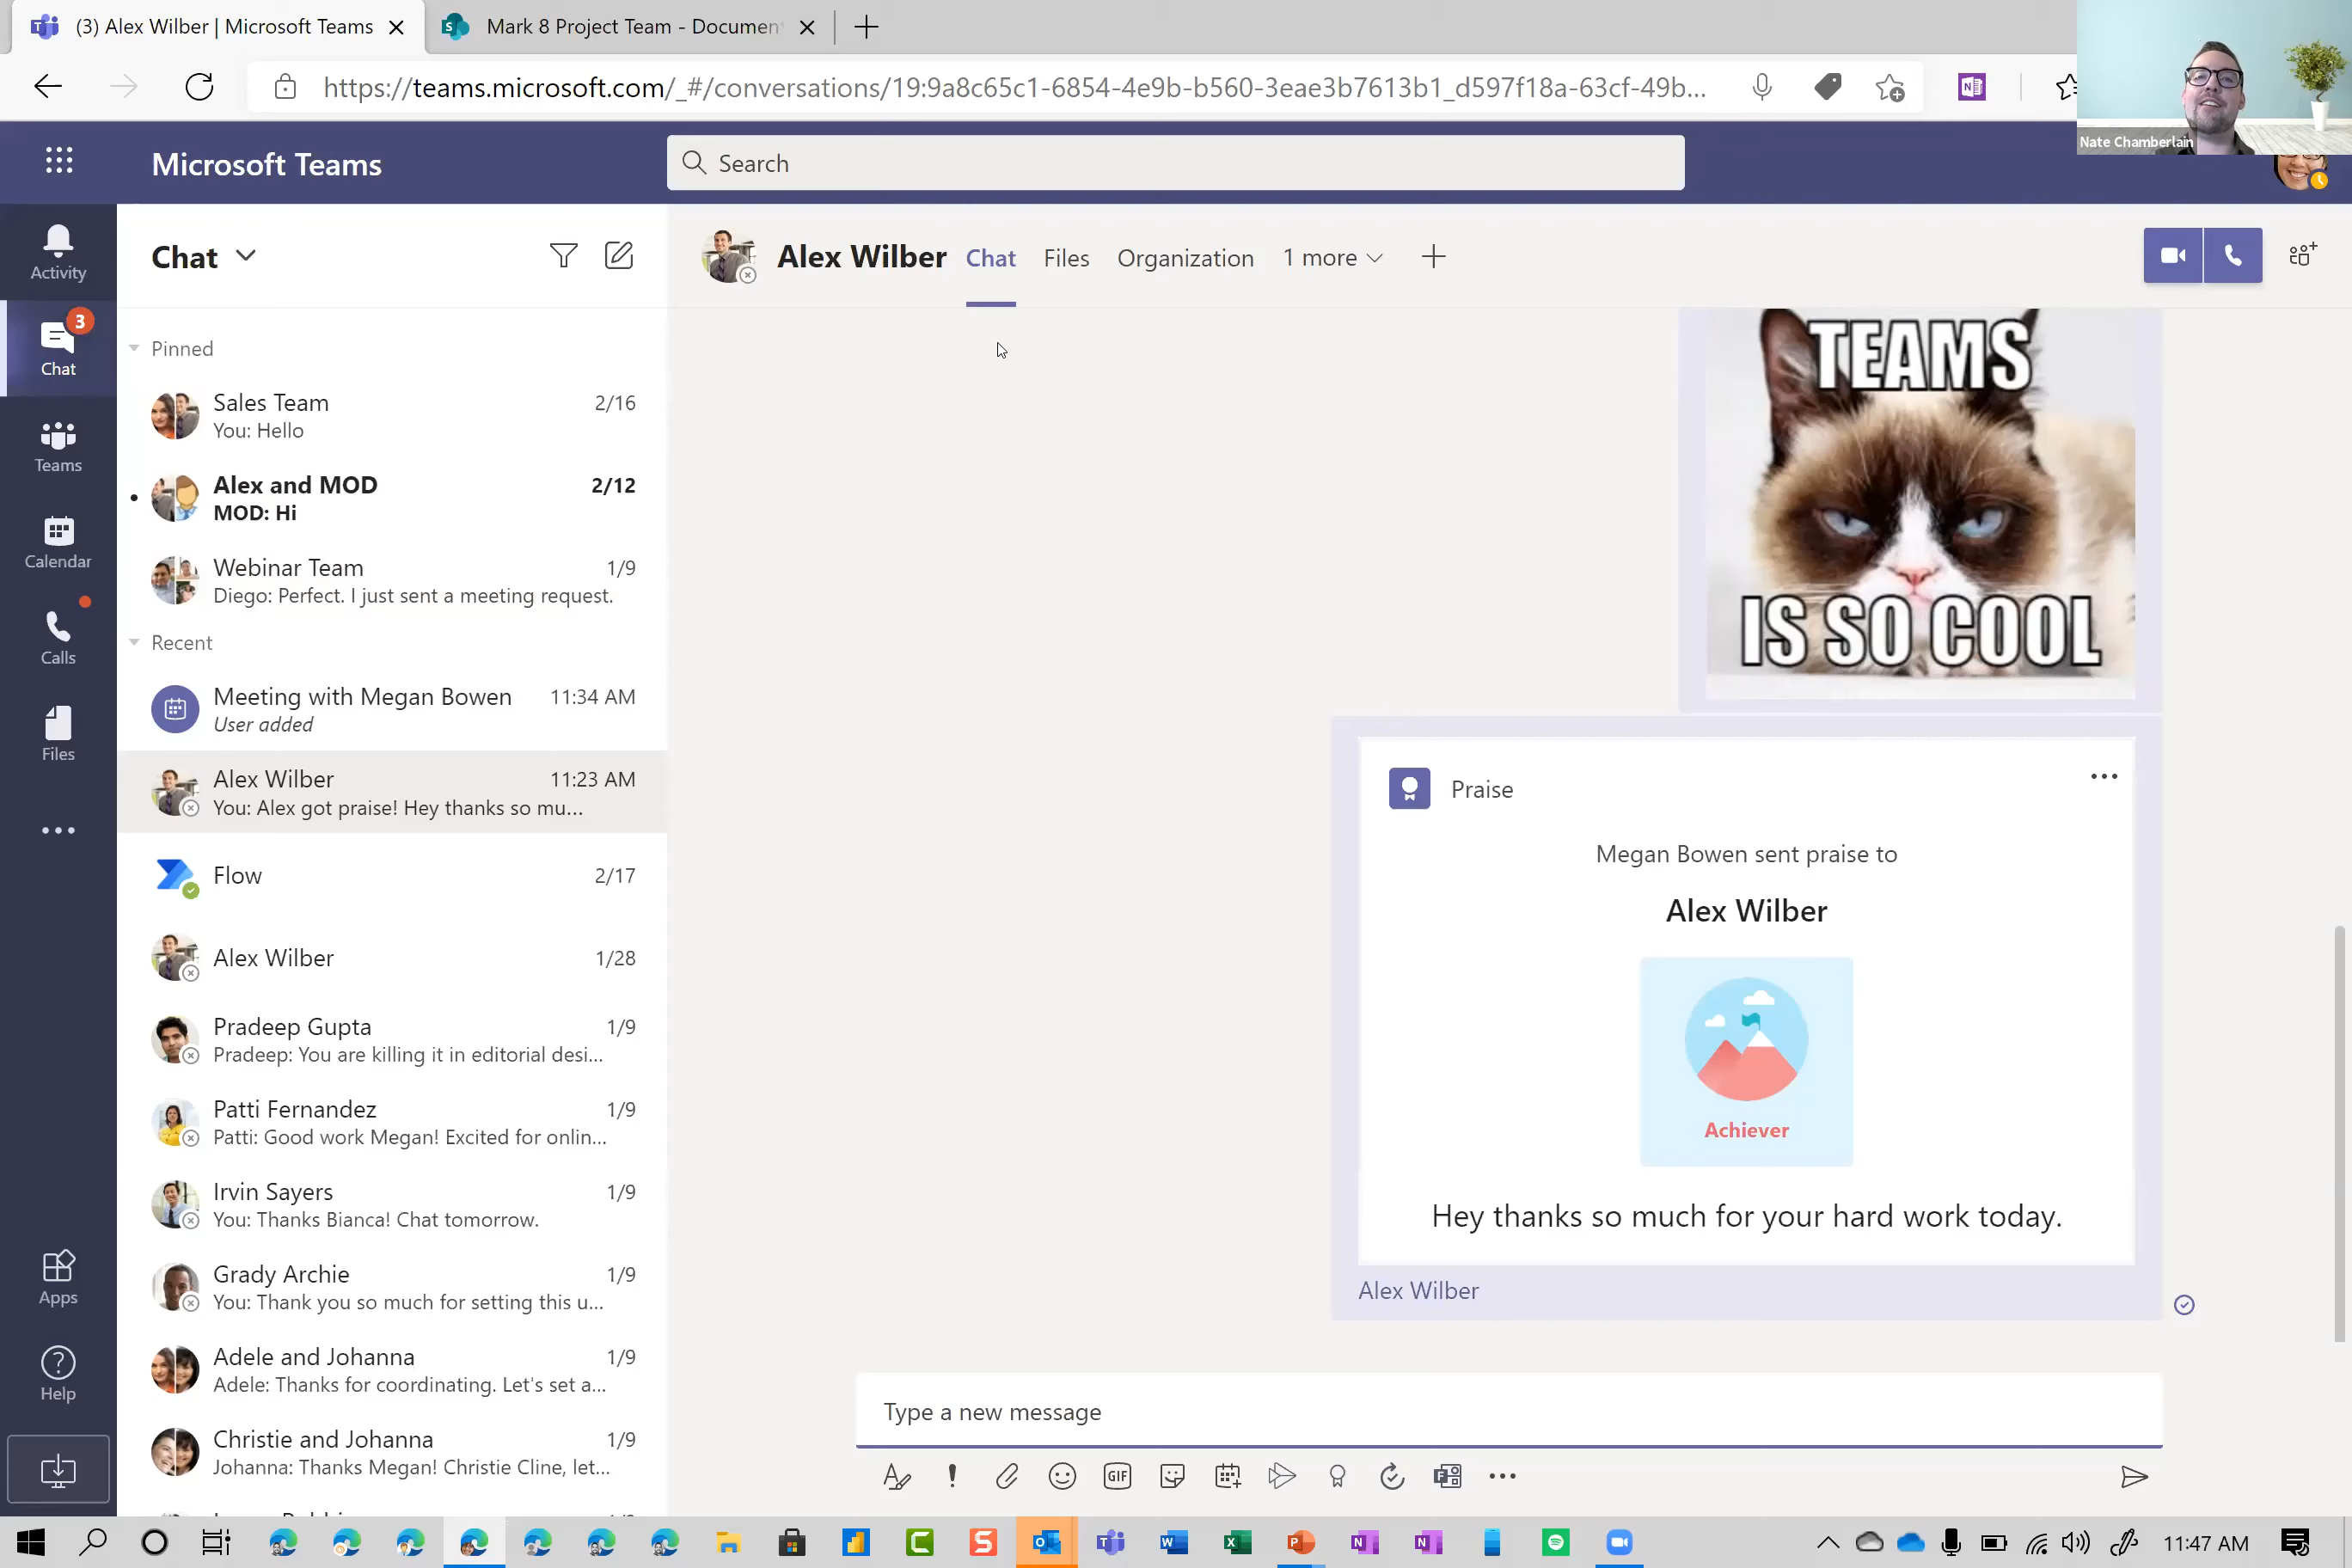 (3) Alex Wilber | Microsoft Teams
Mark 8 Project Team - Documen
https://teams.microsoft.com/_#/conversations/19:9a8c65c1-6854-4e9b-b560-3eae3b7613b1_d597f18a-63cf-49b...
Nate Chamberlain
Microsoft Teams
Search
Activity
3
Chat
Teams
Calendar
Calls
Files
Apps
Help
Chat
Pinned
Sales Team 2/16
You: Hello
Alex and MOD 2/12
MOD: Hi
Webinar Team 1/9
Diego: Perfect. I just sent a meeting request.
Recent
Meeting with Megan Bowen 11:34 AM
User added
Alex Wilber 11:23 AM
You: Alex got praise! Hey thanks so mu...
Flow 2/17
Alex Wilber 1/28
Pradeep Gupta 1/9
Pradeep: You are killing it in editorial desi...
Patti Fernandez 1/9
Patti: Good work Megan! Excited for onlin...
Irvin Sayers 1/9
You: Thanks Bianca! Chat tomorrow.
Grady Archie 1/9
You: Thank you so much for setting this u...
Adele and Johanna 1/9
Adele: Thanks for coordinating. Let's set a...
Christie and Johanna 1/9
Johanna: Thanks Megan! Christie Cline, let...
Alex Wilber Chat Files Organization 1 more
TEAMS
IS SO COOL
Praise
Megan Bowen sent praise to
Alex Wilber
Achiever
Hey thanks so much for your hard work today.
Alex Wilber
Type a new message
GIF
11:47 AM